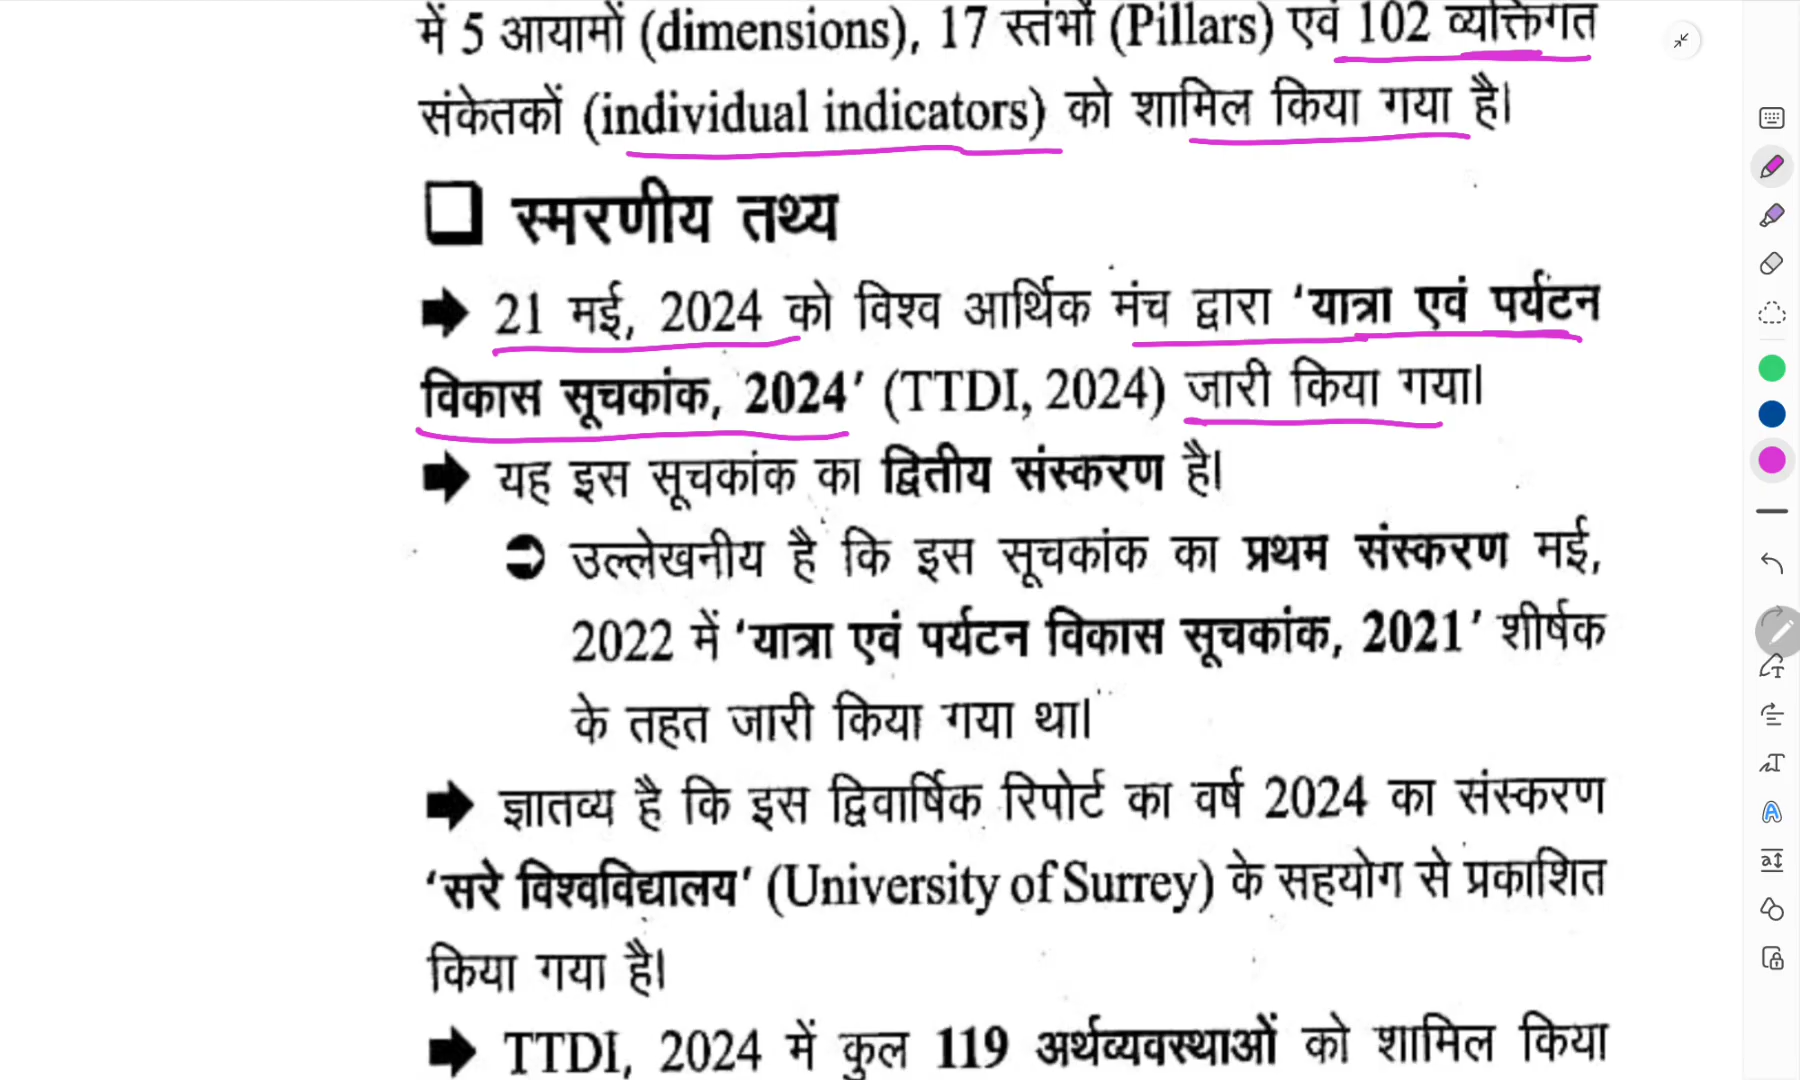 में 5 आयामों (dimensions), 17 स्तंभों (Pillars) एवं 102 व्यक्तिगत
संकेतकों (individual indicators) को शामिल किया गया है।
स्मरणीय तथ्य
21 मई, 2024 को विश्व आर्थिक मंच द्वारा ‘यात्रा एवं पर्यटन
विकास सूचकांक, 2024’ (TTDI, 2024) जारी किया गया।
यह इस सूचकांक का द्वितीय संस्करण है।
उल्लेखनीय है कि इस सूचकांक का प्रथम संस्करण मई,
2022 में ‘यात्रा एवं पर्यटन विकास सूचकांक, 2021’ शीर्षक
के तहत जारी किया गया था।
ज्ञातव्य है कि इस द्विवार्षिक रिपोर्ट का वर्ष 2024 का संस्करण
‘सरे विश्वविद्यालय’ (University of Surrey) के सहयोग से प्रकाशित
किया गया है।
TTDI, 2024 में कुल 119 अर्थव्यवस्थाओं को शामिल किया